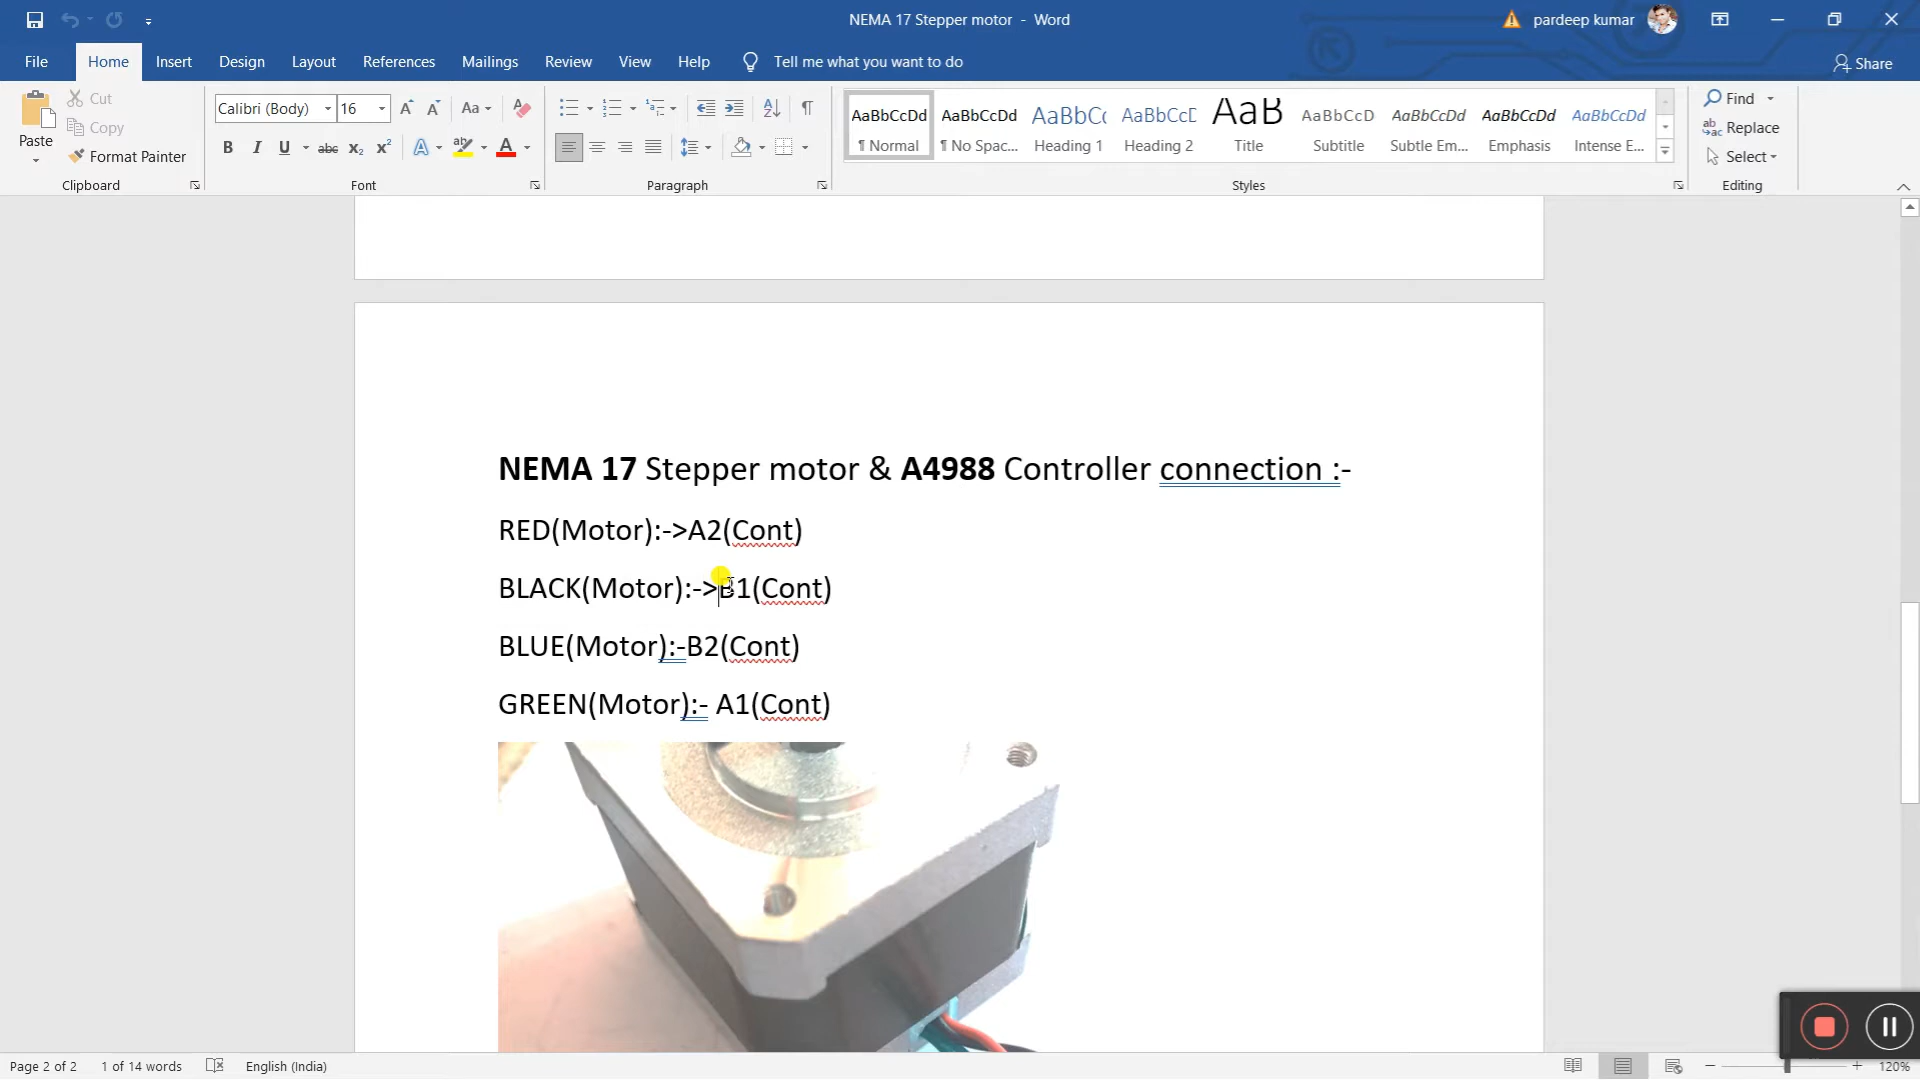 NEMA 17 Stepper motor - Word
pardeep kumar
File
Home
Insert
Design
Layout
References
Mailings
Review
View
Help
Tell me what you want to do
Share
Paste
Cut
Copy
Format Painter
Clipboard
Calibri (Body)
16
Font
Paragraph
AaBbCcDd
¶ Normal
AaBbCcDd
¶ No Spac...
AaBbCc
Heading 1
AaBbCcD
Heading 2
AaB
Title
AaBbCcD
Subtitle
AaBbCcDd
Subtle Em...
AaBbCcDd
Emphasis
AaBbCcDd
Intense E...
Styles
Find
Replace
Select
Editing
NEMA 17 Stepper motor & A4988 Controller connection :-
RED(Motor):->A2(Cont)
BLACK(Motor):->B1(Cont)
BLUE(Motor):-B2(Cont)
GREEN(Motor):- A1(Cont)
Page 2 of 2
1 of 14 words
English (India)
120%